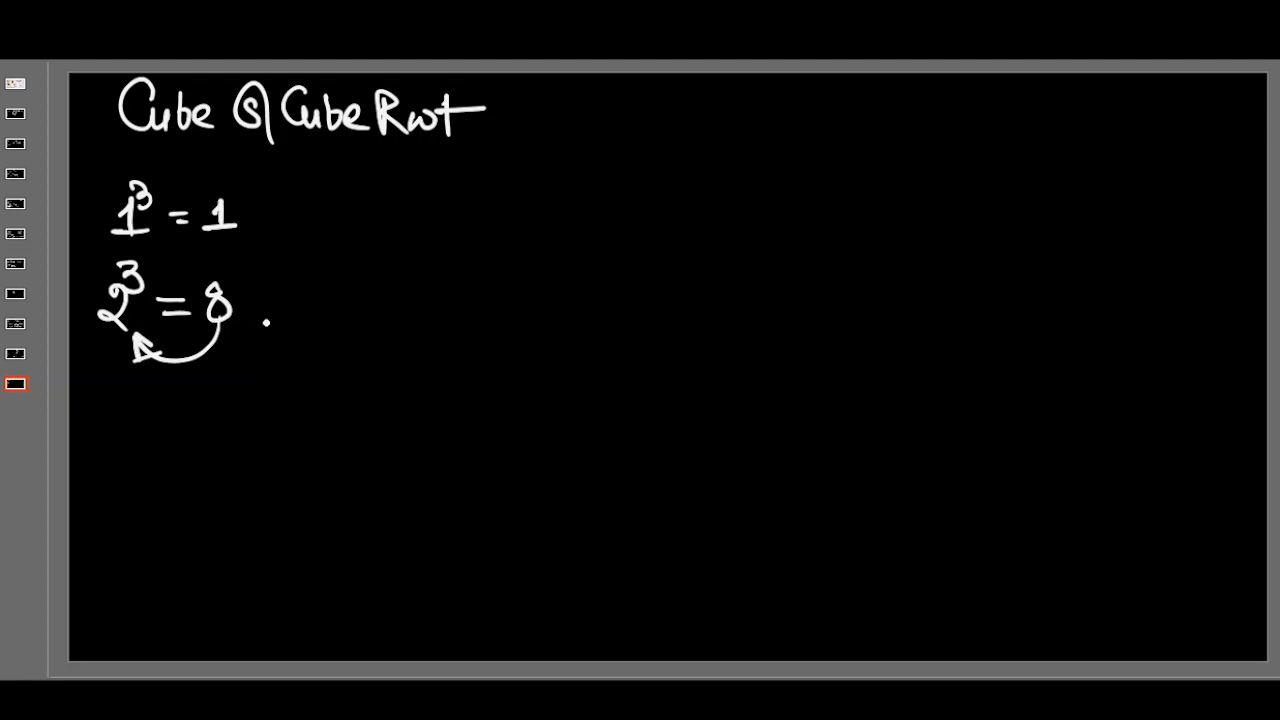 Cube & Cube Root
1³ = 1
2³ = 8 .